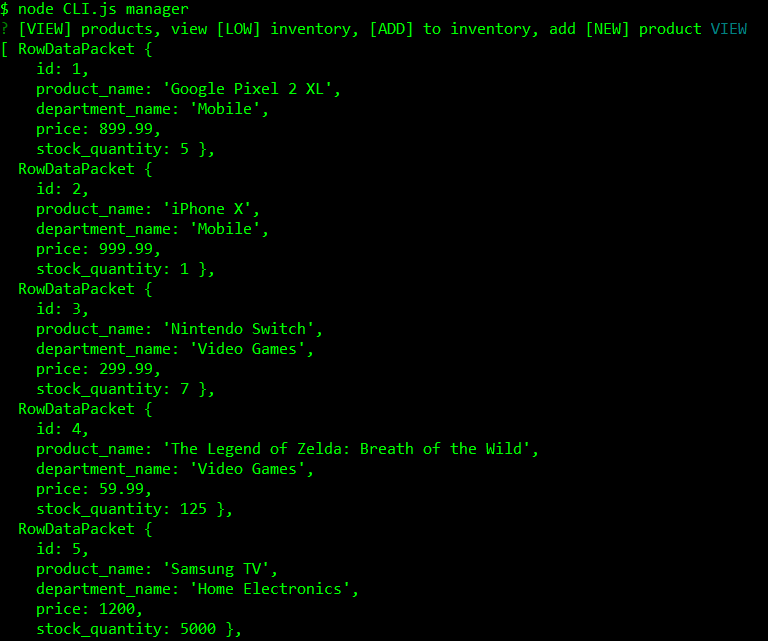 $ node CLI.js manager
? [VIEW] products, view [LOW] inventory, [ADD] to inventory, add [NEW] product VIEW
[ RowDataPacket {
    id: 1,
    product_name: 'Google Pixel 2 XL',
    department_name: 'Mobile',
    price: 899.99,
    stock_quantity: 5 },
  RowDataPacket {
    id: 2,
    product_name: 'iPhone X',
    department_name: 'Mobile',
    price: 999.99,
    stock_quantity: 1 },
  RowDataPacket {
    id: 3,
    product_name: 'Nintendo Switch',
    department_name: 'Video Games',
    price: 299.99,
    stock_quantity: 7 },
  RowDataPacket {
    id: 4,
    product_name: 'The Legend of Zelda: Breath of the Wild',
    department_name: 'Video Games',
    price: 59.99,
    stock_quantity: 125 },
  RowDataPacket {
    id: 5,
    product_name: 'Samsung TV',
    department_name: 'Home Electronics',
    price: 1200,
    stock_quantity: 5000 },